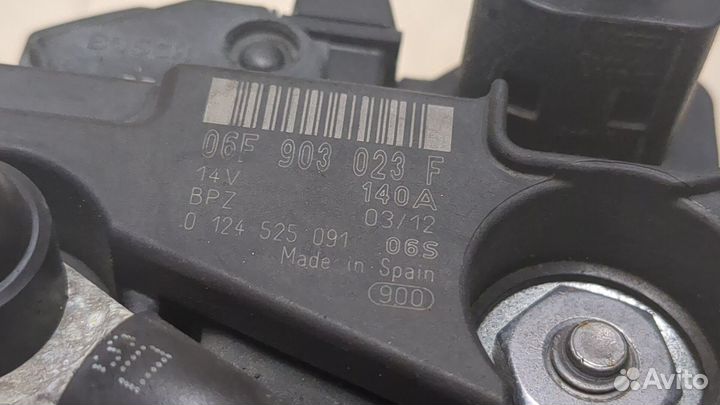 BOSCH
06F 903 023 F
14V 140A
BPZ 03/12
0 124 525 091 06S
Made in Spain
900
Avito